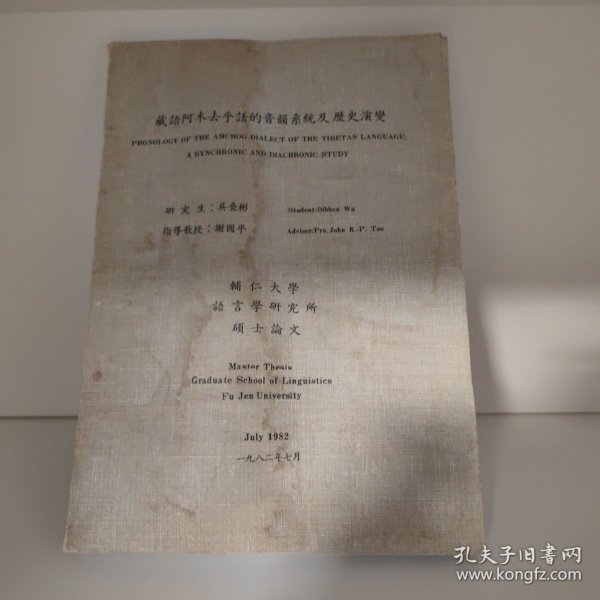 藏語阿木去乎話的音韻系統及歷史演變
PHONOLOGY OF THE AMCHOG DIALECT OF THE TIBETAN LANGUAGE:
A SYNCHRONIC AND DIACHRONIC STUDY
研究生：吳疊彬 Student:Dibben Wu
指導教授：謝國平 Adviser:Pro. John K.-P. Tse
輔仁大學
語言學研究所
碩士論文
Master Thesis
Graduate School of Linguistics
Fu Jen University
July 1982
一九八二年七月
孔夫子旧书网
www.kongfz.com